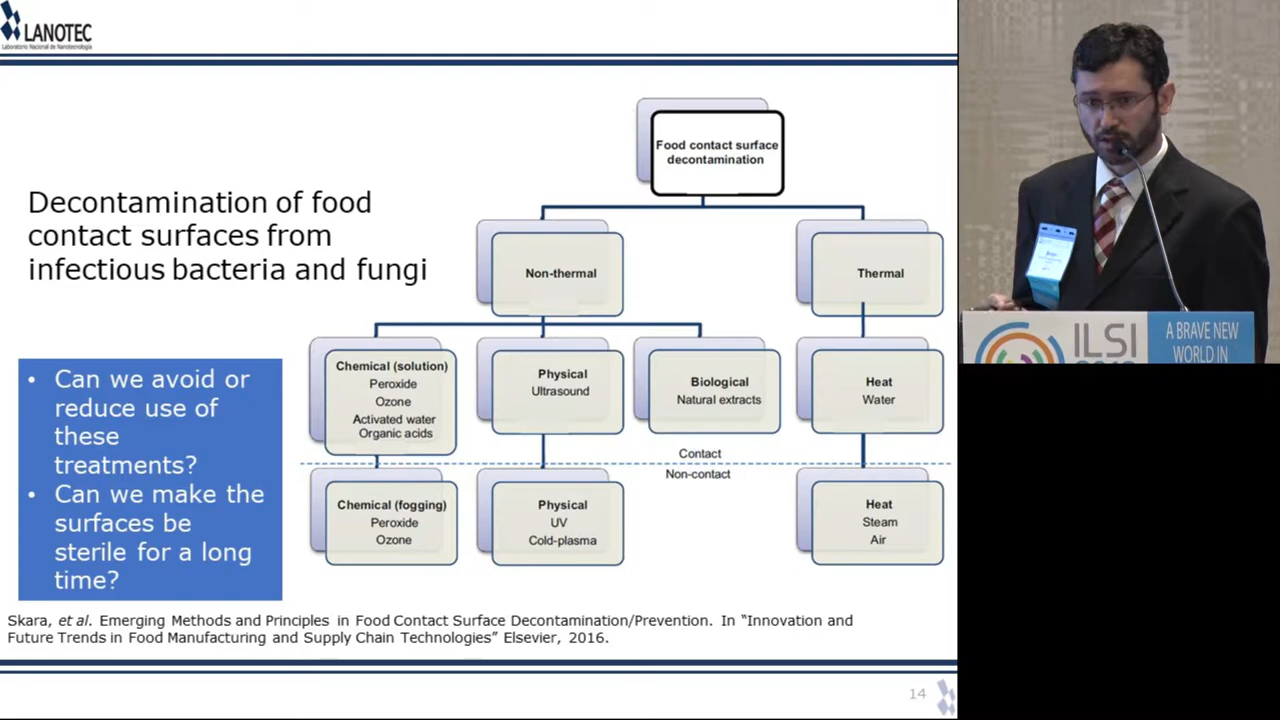 LANOTEC
Laboratorio Nacional de Nanotecnología
Food contact surface
decontamination
Decontamination of food
contact surfaces from
infectious bacteria and fungi
Non-thermal
Thermal
Chemical (solution)
Peroxide
Ozone
Activated water
Organic acids
Physical
Ultrasound
Biological
Natural extracts
Heat
Water
• Can we avoid or
reduce use of
these
treatments?
• Can we make the
surfaces be
sterile for a long
time?
Contact
Non-contact
Chemical (fogging)
Peroxide
Ozone
Physical
UV
Cold-plasma
Heat
Steam
Air
Skara, et al. Emerging Methods and Principles in Food Contact Surface Decontamination/Prevention. In “Innovation and
Future Trends in Food Manufacturing and Supply Chain Technologies” Elsevier, 2016.
14
ILSI
A BRAVE NEW
WORLD IN